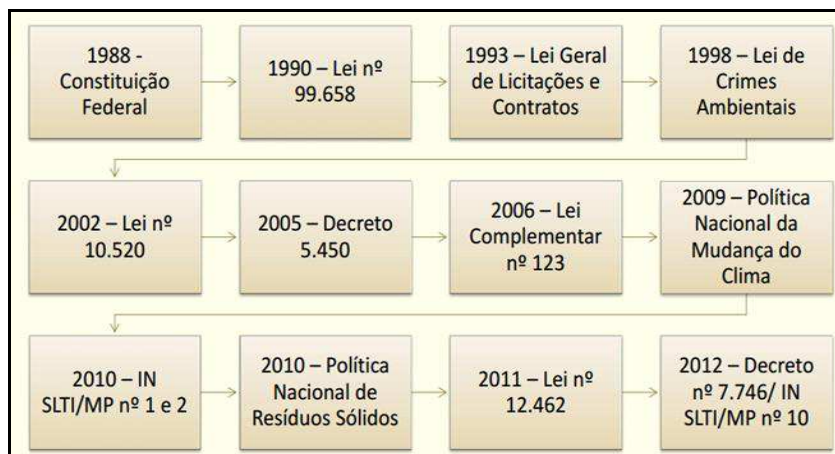 1988 -
Constituição
Federal
1990 – Lei nº
99.658
1993 – Lei Geral
de Licitações e
Contratos
1998 – Lei de
Crimes
Ambientais
2002 – Lei nº
10.520
2005 – Decreto
5.450
2006 – Lei
Complementar
nº 123
2009 – Política
Nacional da
Mudança do
Clima
2010 – IN
SLTI/MP nº 1 e 2
2010 – Política
Nacional de
Resíduos Sólidos
2011 – Lei nº
12.462
2012 – Decreto
nº 7.746/ IN
SLTI/MP nº 10